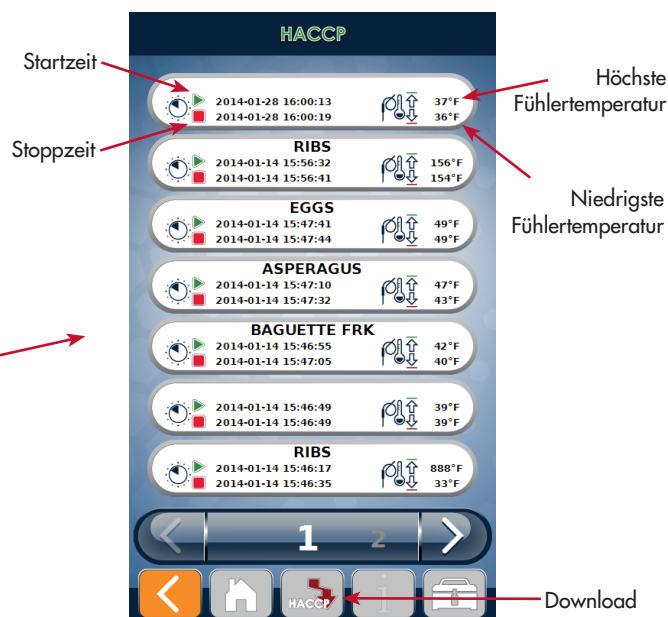 HACCP
Startzeit
Höchste
Fühlertemperatur
2014-01-28 16:00:13 37°F
2014-01-28 16:00:19 36°F
Stoppzeit
RIBS
2014-01-14 15:56:32 156°F
2014-01-14 15:56:41 154°F
Niedrigste
Fühlertemperatur
EGGS
2014-01-14 15:47:41 49°F
2014-01-14 15:47:44 49°F
ASPERAGUS
2014-01-14 15:47:10 47°F
2014-01-14 15:47:32 43°F
BAGUETTE FRK
2014-01-14 15:46:55 42°F
2014-01-14 15:47:05 40°F
2014-01-14 15:46:49 39°F
2014-01-14 15:46:49 39°F
RIBS
2014-01-14 15:46:17 888°F
2014-01-14 15:46:35 33°F
1 2
HACCP i
Download